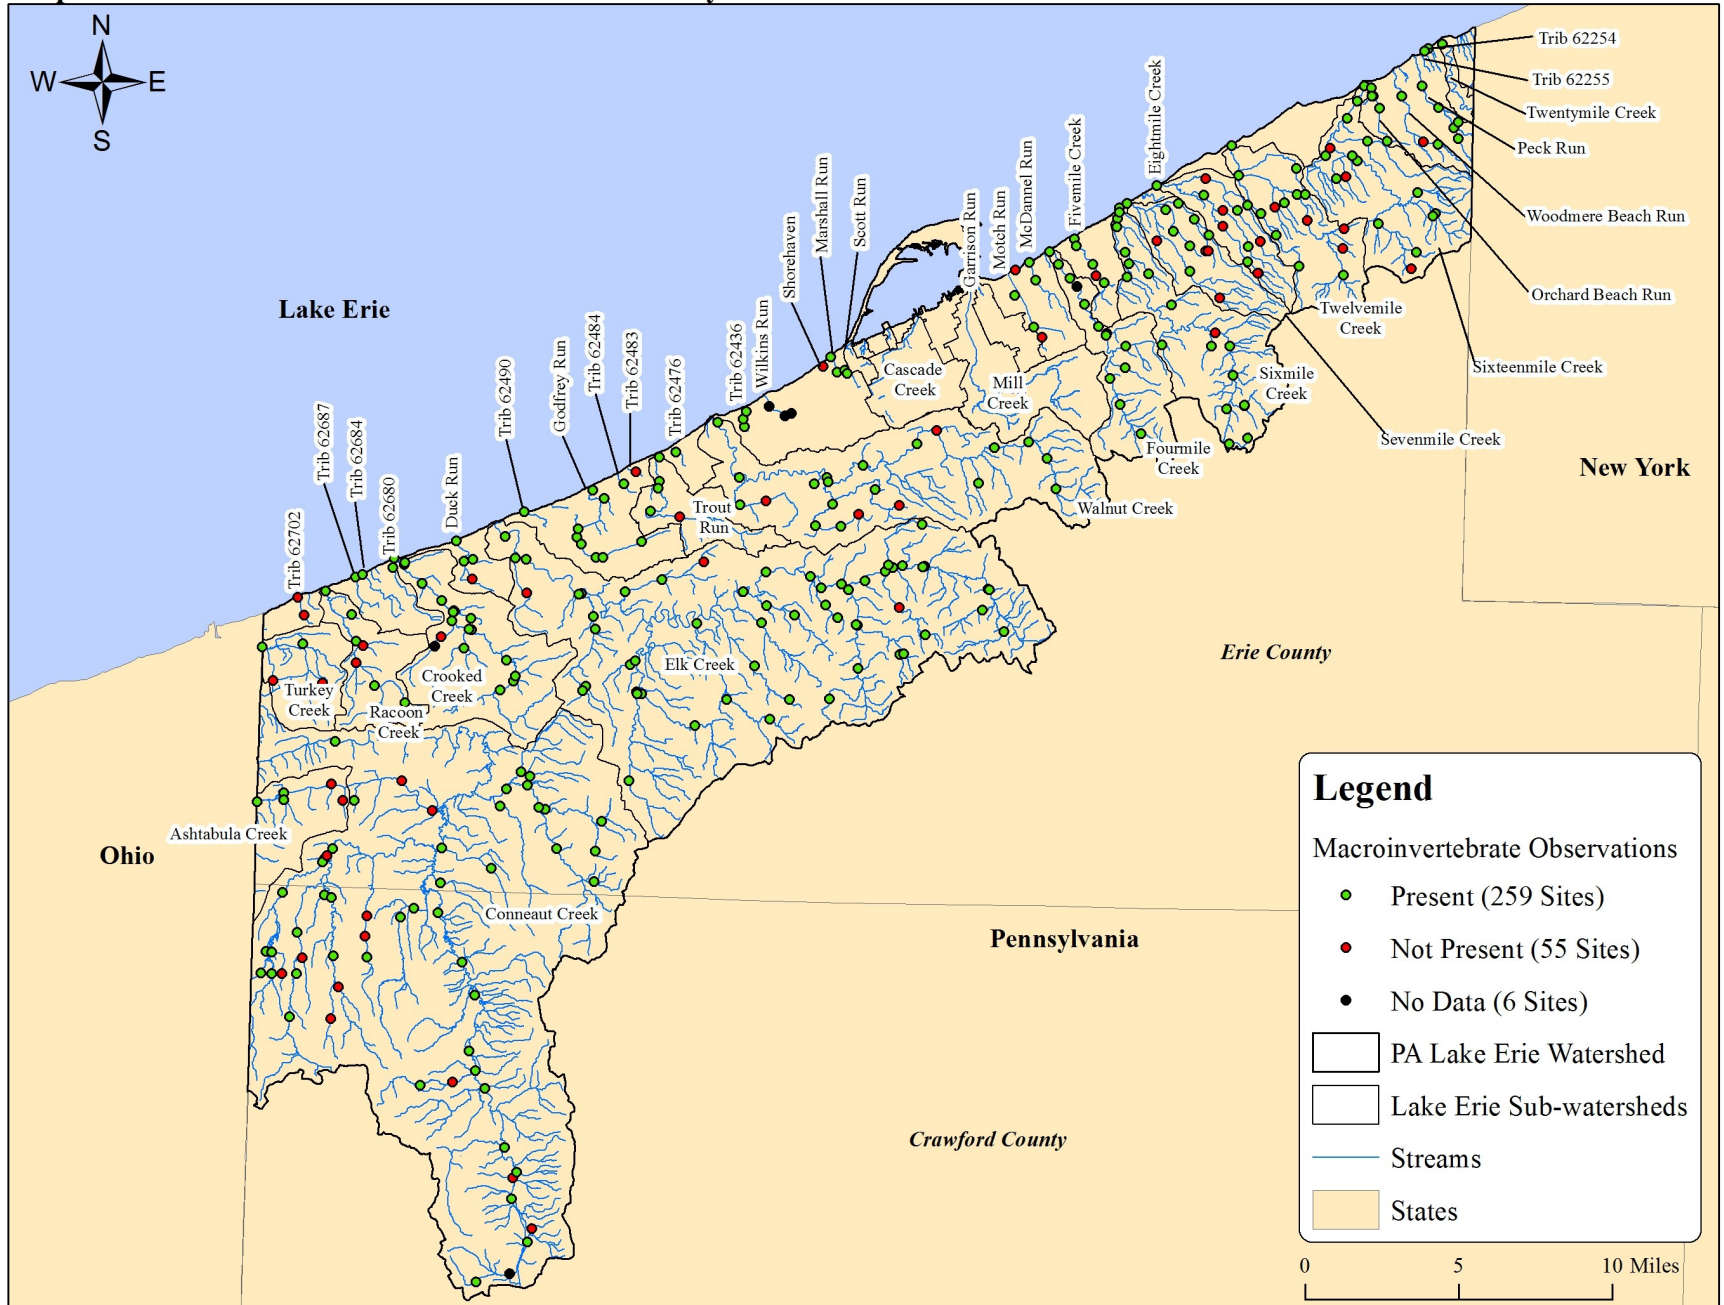 N
W E
S
Lake Erie
Trib 62254
Trib 62255
Twentymile Creek
Peck Run
Woodmere Beach Run
Orchard Beach Run
Sixteenmile Creek
Twelvemile
Creek
Sevenmile Creek
Sixmile
Creek
Eightmile Creek
Fivemile Creek
McDannel Run
Motch Run
Garrison Run
Scott Run
Marshall Run
Shorehaven
Wilkins Run
Trib 62436
Trib 62476
Trib 62483
Trib 62484
Godfrey Run
Trib 62490
Duck Run
Trib 62680
Trib 62684
Trib 62687
Trib 62702
Cascade
Creek
Mill
Creek
Fourmile
Creek
Walnut Creek
Trout
Run
Elk Creek
Crooked
Creek
Racoon
Creek
Turkey
Creek
Ashtabula Creek
Conneaut Creek
New York
Erie County
Ohio
Pennsylvania
Crawford County
Legend
Macroinvertebrate Observations
Present (259 Sites)
Not Present (55 Sites)
No Data (6 Sites)
PA Lake Erie Watershed
Lake Erie Sub-watersheds
Streams
States
0 5 10 Miles